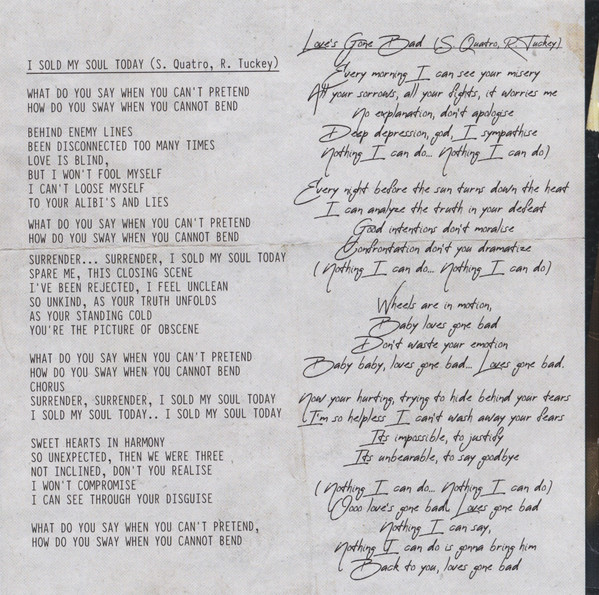 I SOLD MY SOUL TODAY (S. Quatro, R. Tuckey)
WHAT DO YOU SAY WHEN YOU CAN'T PRETEND
HOW DO YOU SWAY WHEN YOU CANNOT BEND
BEHIND ENEMY LINES
BEEN DISCONNECTED TOO MANY TIMES
LOVE IS BLIND,
BUT I WON'T FOOL MYSELF
I CAN'T LOOSE MYSELF
TO YOUR ALIBI'S AND LIES
WHAT DO YOU SAY WHEN YOU CAN'T PRETEND
HOW DO YOU SWAY WHEN YOU CANNOT BEND
SURRENDER... SURRENDER, I SOLD MY SOUL TODAY
SPARE ME, THIS CLOSING SCENE
I'VE BEEN REJECTED, I FEEL UNCLEAN
SO UNKIND, AS YOUR TRUTH UNFOLDS
AS YOUR STANDING COLD
YOU'RE THE PICTURE OF OBSCENE
WHAT DO YOU SAY WHEN YOU CAN'T PRETEND
HOW DO YOU SWAY WHEN YOU CANNOT BEND
CHORUS
SURRENDER, SURRENDER, I SOLD MY SOUL TODAY
I SOLD MY SOUL TODAY.. I SOLD MY SOUL TODAY
SWEET HEARTS IN HARMONY
SO UNEXPECTED, THEN WE WERE THREE
NOT INCLINED, DON'T YOU REALISE
I WON'T COMPROMISE
I CAN SEE THROUGH YOUR DISGUISE
WHAT DO YOU SAY WHEN YOU CAN'T PRETEND,
HOW DO YOU SWAY WHEN YOU CANNOT BEND
Love's Gone Bad (S. Quatro, R. Tuckey)
Every morning I can see your misery
All your sorrows, all your fights, it worries me
No explanation, don't apologise
Deep depression, god, I sympathise
Nothing I can do... Nothing I can do)
Every night before the sun turns down the heat
I can analyze the truth in your defeat
Good intentions don't moralise
Confrontation don't you dramatize
(Nothing I can do... Nothing I can do)
Wheels are in motion,
Baby loves gone bad
Don't waste your emotion
Baby baby, loves gone bad... Loves gone bad.
Now your hurting, trying to hide behind your tears
I'm so helpless I can't wash away your fears
Its impossible, to justify
Its unbearable, to say goodbye
(Nothing I can do... Nothing I can do)
Oooo love's gone bad. Loves gone bad
Nothing I can say,
Nothing I can do is gonna bring him
Back to you, loves gone bad